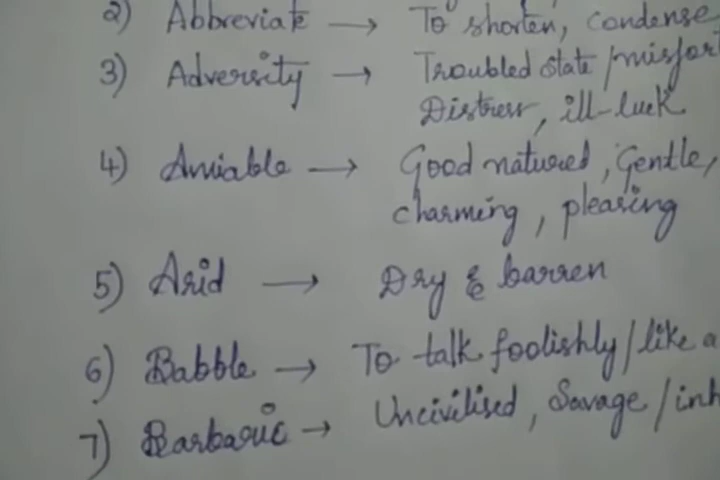 2) Abbreviate → To shorten, condense
3) Adversity → Troubled state /misfor
Distress, ill-luck
4) Amiable → Good natured, Gentle,
charming, pleasing
5) Arid → Dry & barren
6) Babble → To talk foolishly/like a
7) Barbaric → Uncivilised, Savage/inh